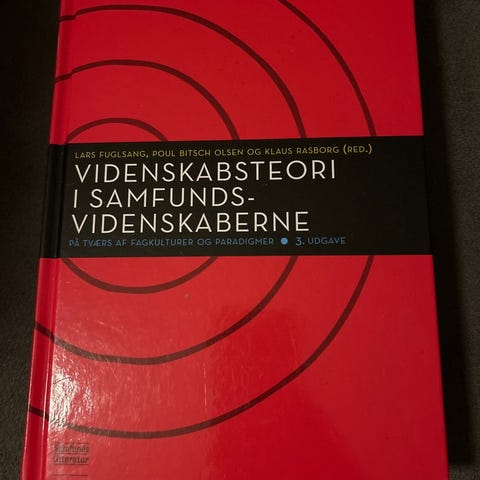 LARS FUGLSANG, POUL BITSCH OLSEN OG KLAUS RASBORG (RED.)
VIDENSKABSTEORI
I SAMFUNDS-
VIDENSKABERNE
PÅ TVÆRS AF FAGKULTURER OG PARADIGMER ● 3. UDGAVE
Samfunds
litteratur